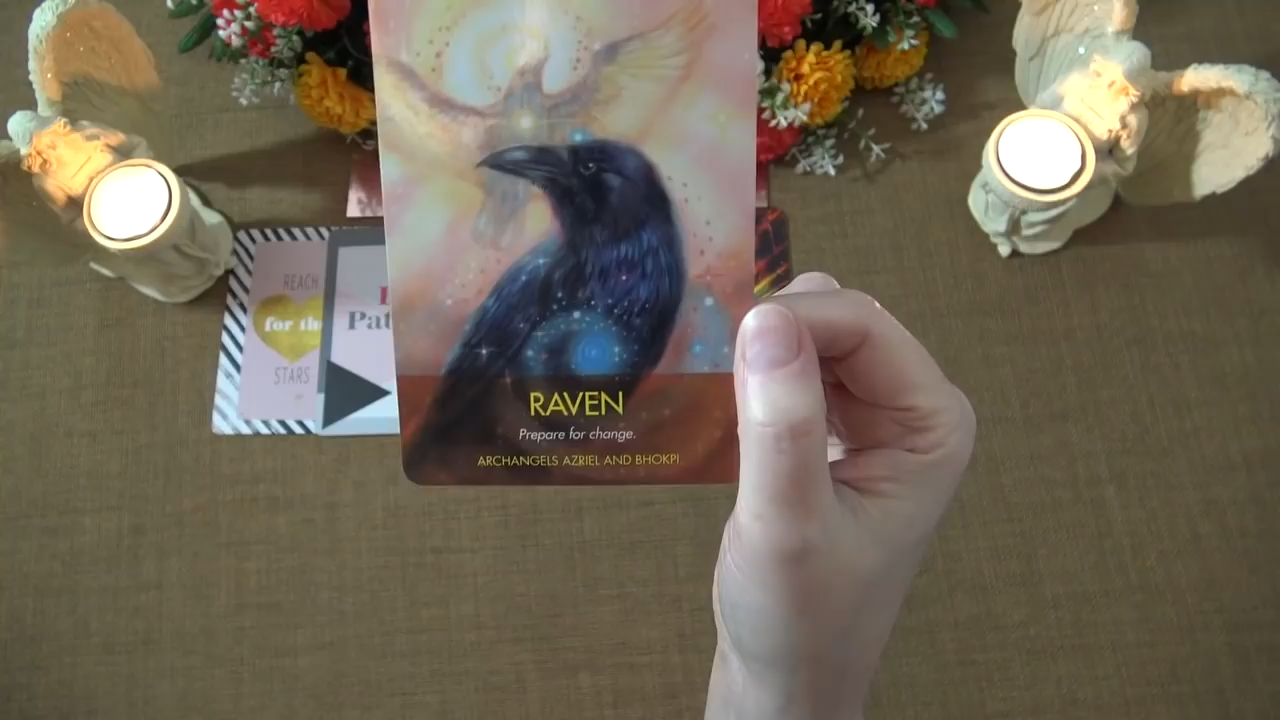 REACH
for the
STARS
Pat
RAVEN
Prepare for change.
ARCHANGELS AZRIEL AND BHOKPI